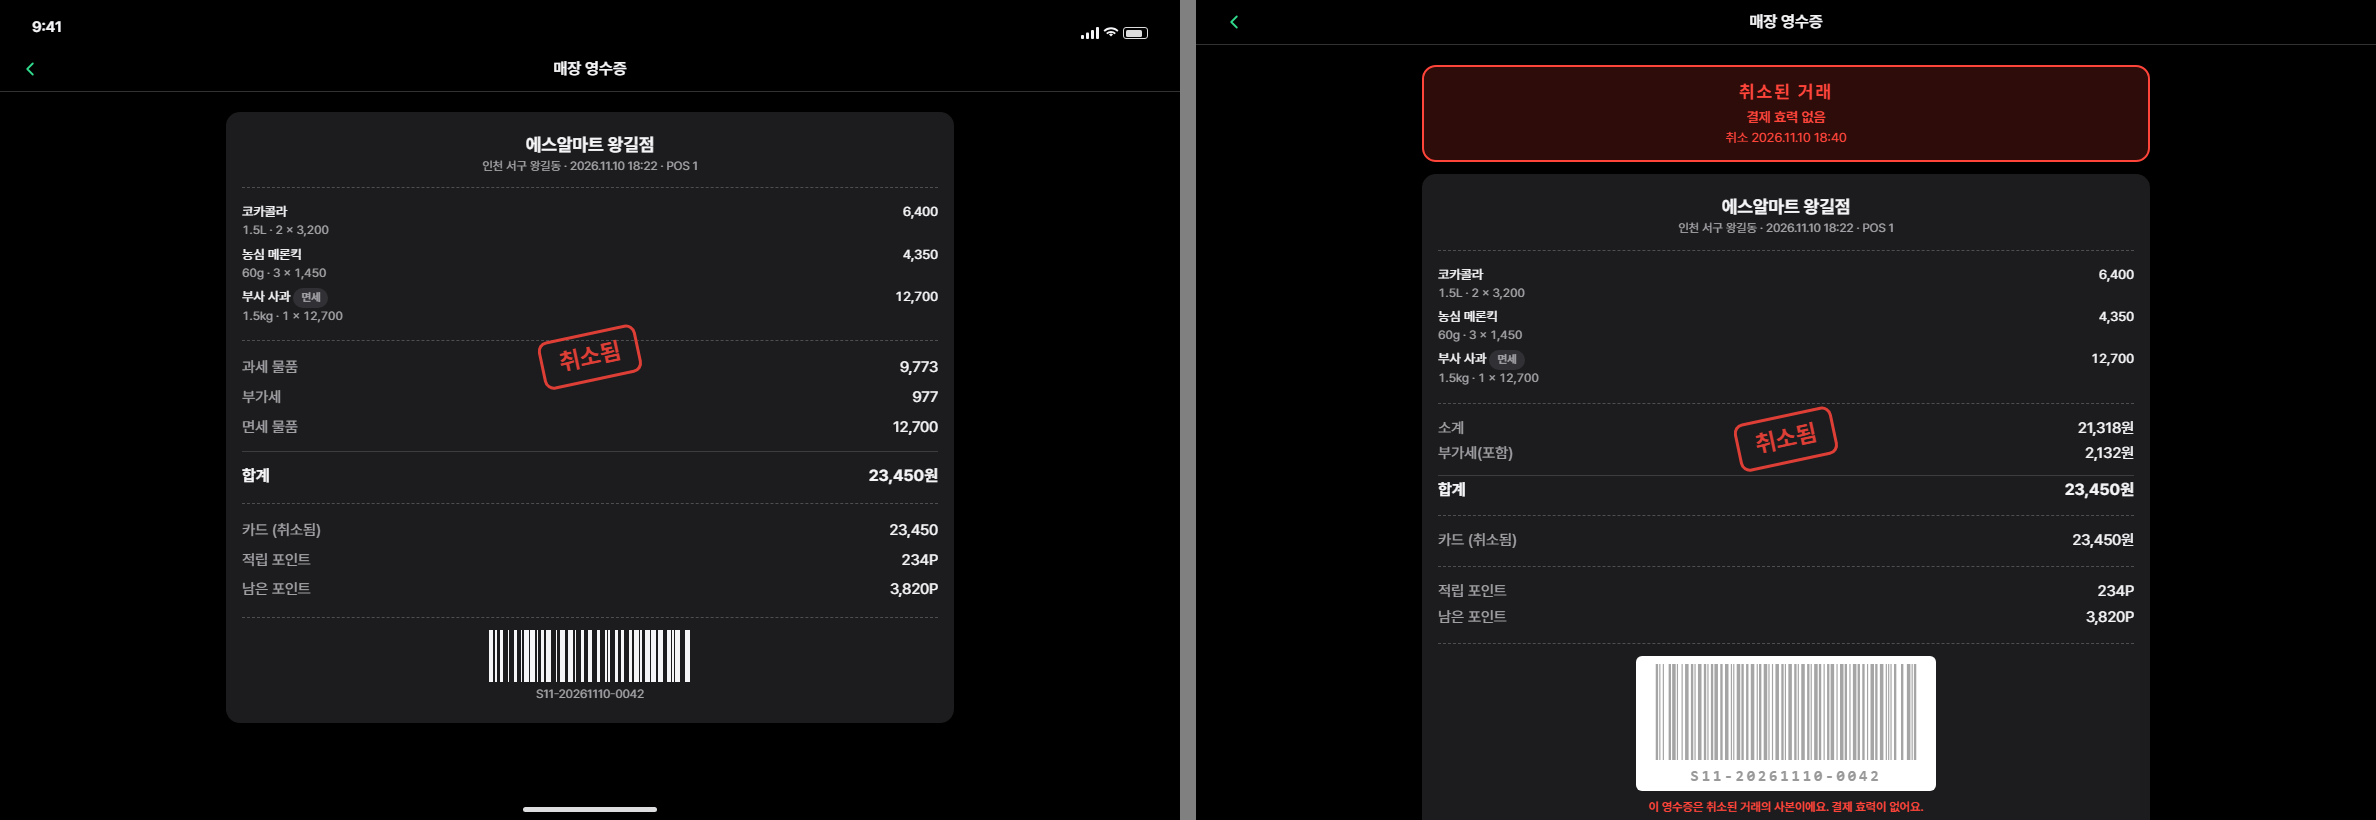 9:41
매장 영수증
에스알마트 왕길점
인천 서구 왕길동 · 2026.11.10 18:22 · POS 1
코카콜라 6,400
1.5L · 2 × 3,200
농심 메론킥 4,350
60g · 3 × 1,450
부사 사과 면세 12,700
1.5kg · 1 × 12,700
취소됨
과세 물품 9,773
부가세 977
면세 물품 12,700
합계 23,450원
카드 (취소됨) 23,450
적립 포인트 234P
남은 포인트 3,820P
S11-20261110-0042
매장 영수증
취소된 거래
결제 효력 없음
취소 2026.11.10 18:40
에스알마트 왕길점
인천 서구 왕길동 · 2026.11.10 18:22 · POS 1
코카콜라 6,400
1.5L · 2 × 3,200
농심 메론킥 4,350
60g · 3 × 1,450
부사 사과 면세 12,700
1.5kg · 1 × 12,700
소계 21,318원
취소됨
부가세(포함) 2,132원
합계 23,450원
카드 (취소됨) 23,450원
적립 포인트 234P
남은 포인트 3,820P
S11-20261110-0042
이 영수증은 취소된 거래의 사본이에요. 결제 효력이 없어요.